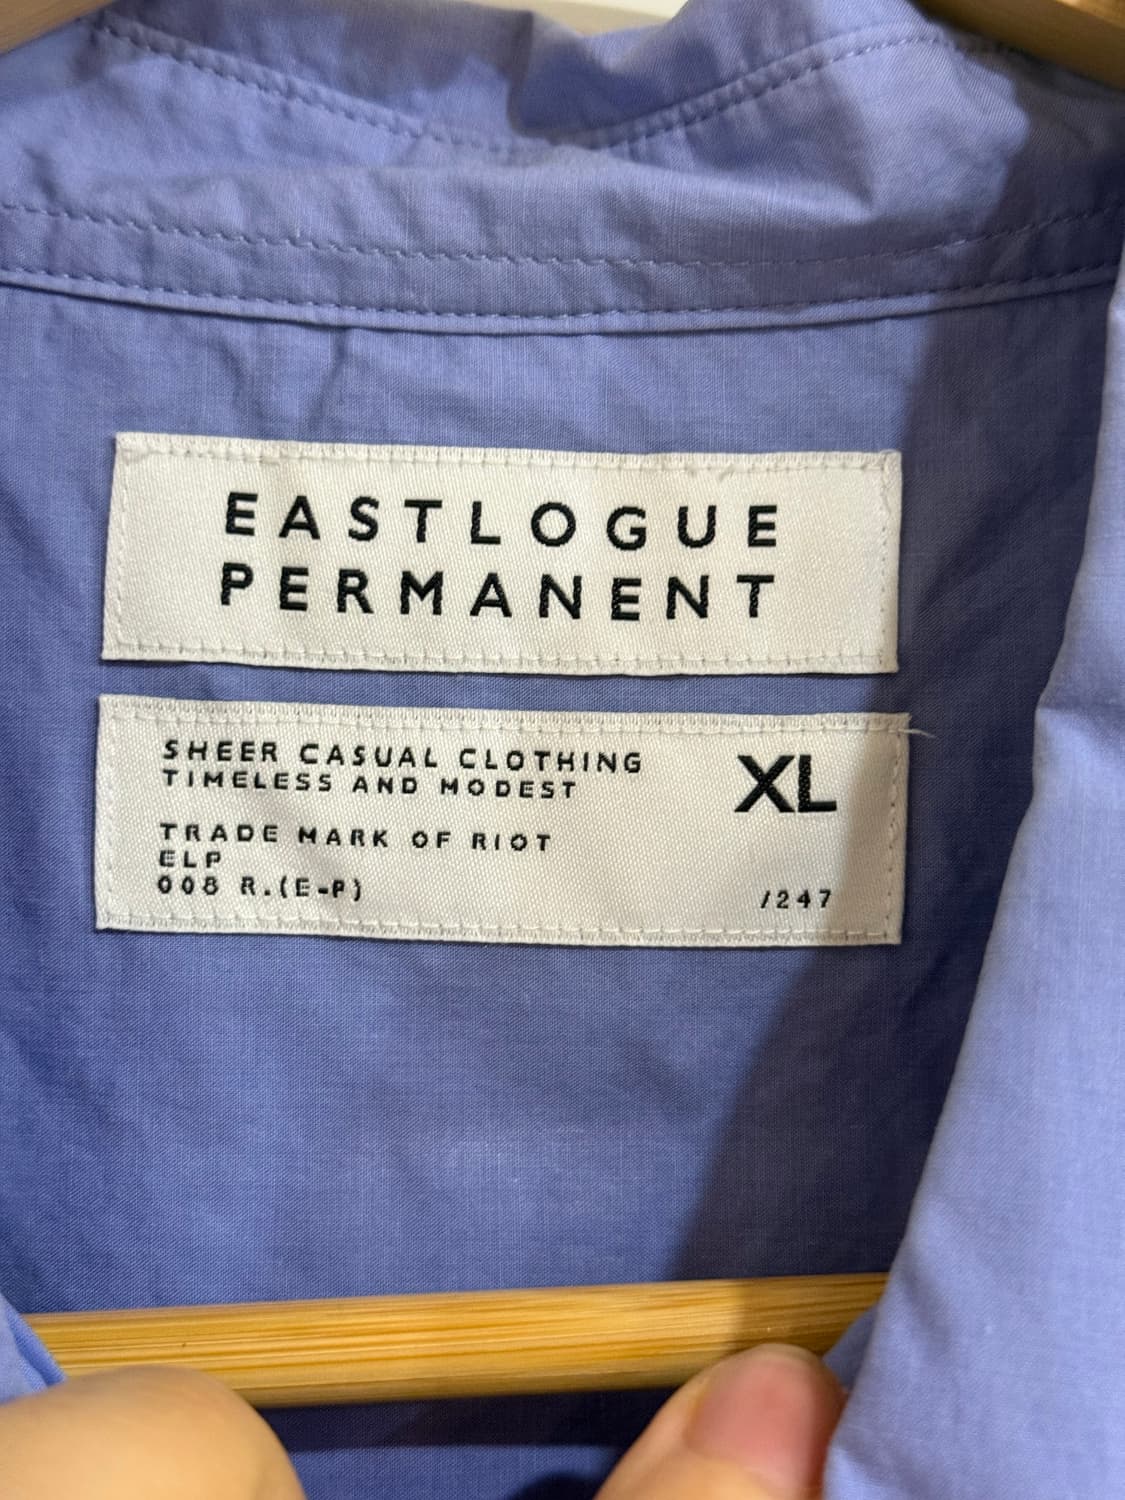 EASTLOGUE
PERMANENT
SHEER CASUAL CLOTHING
TIMELESS AND MODEST
XL
TRADE MARK OF RIOT
ELP
008 R.(E-P)
/247